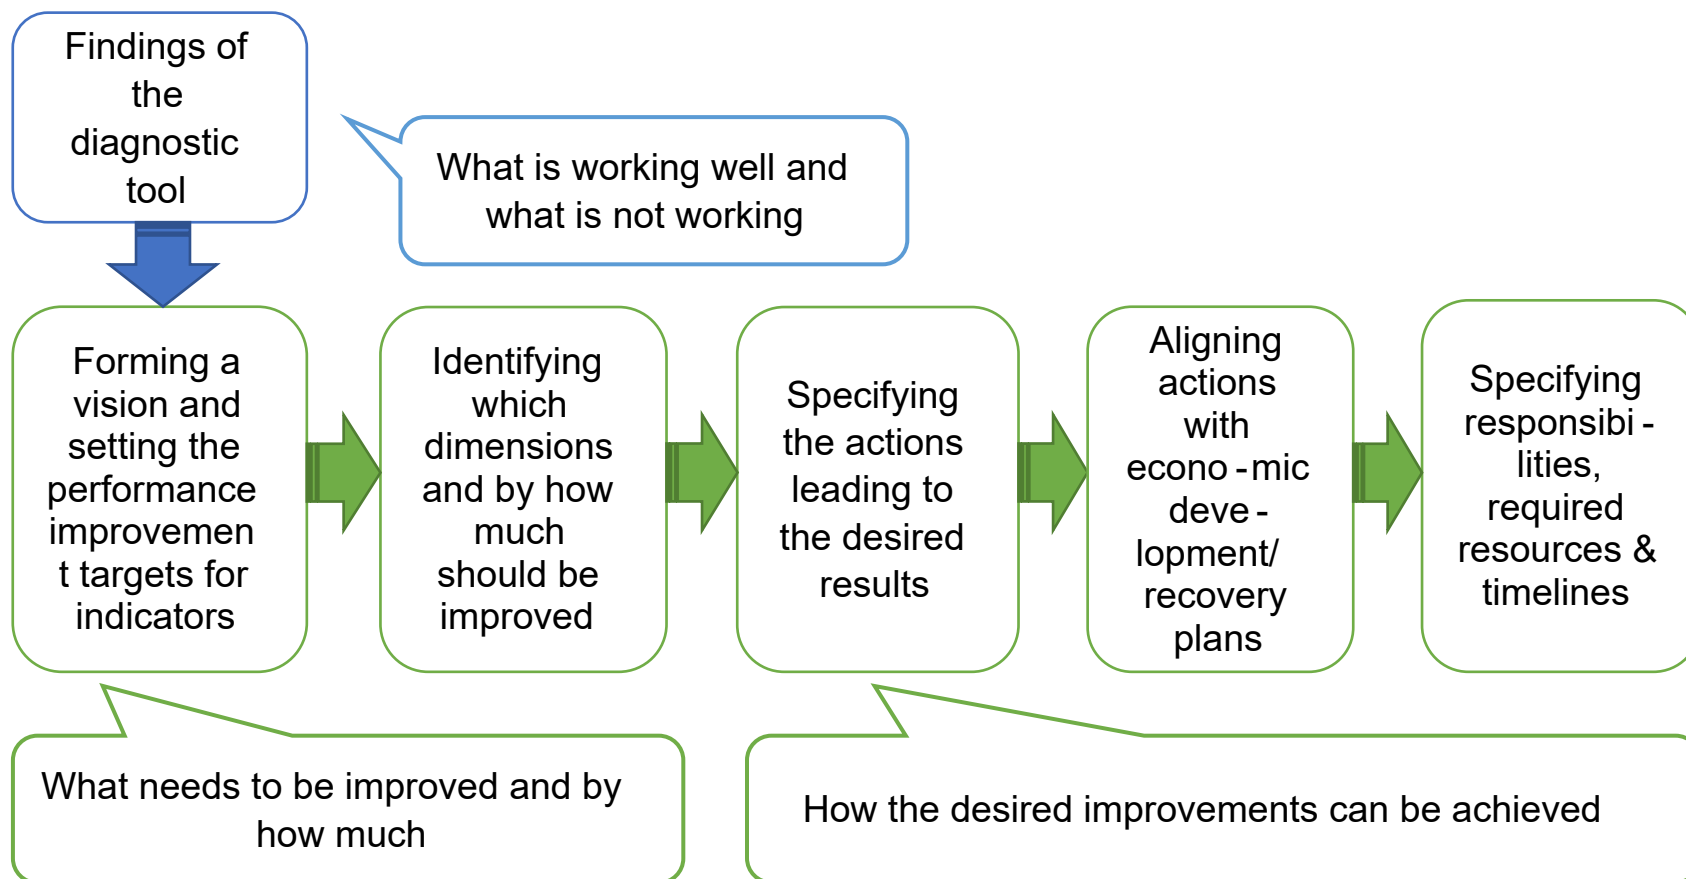 Findings of
the
diagnostic
tool
What is working well and
what is not working
Forming a
vision and
setting the
performance
improvemen
t targets for
indicators
Identifying
which
dimensions
and by how
much
should be
improved
Specifying
the actions
leading to
the desired
results
Aligning
actions
with
econo -mic
deve -
lopment/
recovery
plans
Specifying
responsibi -
lities,
required
resources &
timelines
What needs to be improved and by
how much
How the desired improvements can be achieved